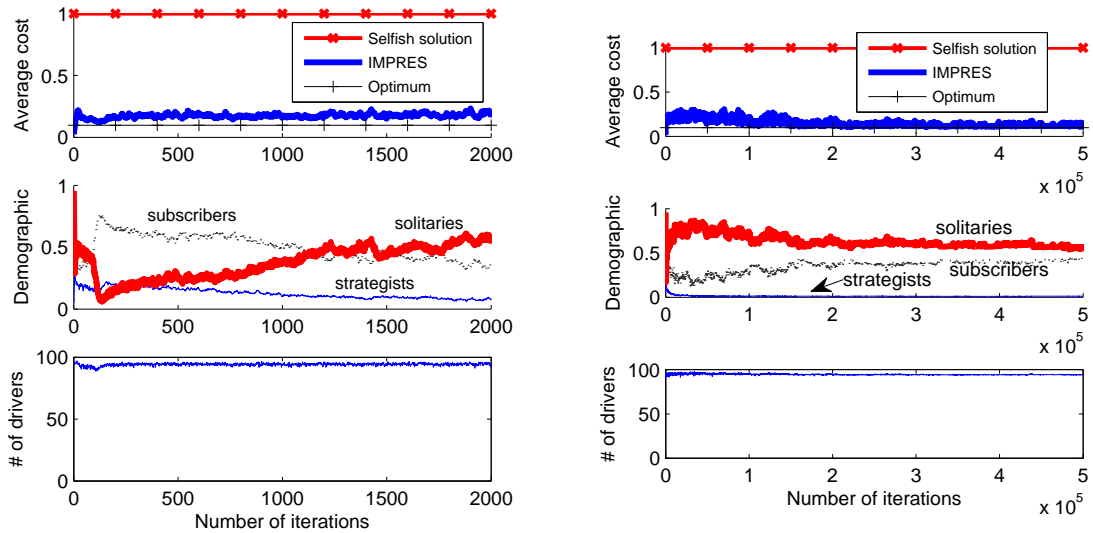 Average cost
1
0.5
0
Selfish solution
IMPRES
Optimum
0 500 1000 1500 2000
Demographic
1
0.5
0
subscribers
solitaries
strategists
0 500 1000 1500 2000
# of drivers
100
50
0
0 500 1000 1500 2000
Number of iterations
Average cost
1
0.5
0
Selfish solution
IMPRES
Optimum
0 1 2 3 4 5
x 10^5
Demographic
1
0.5
0
solitaries
subscribers
strategists
0 1 2 3 4 5
x 10^5
# of drivers
100
50
0
0 1 2 3 4 5
Number of iterations
x 10^5